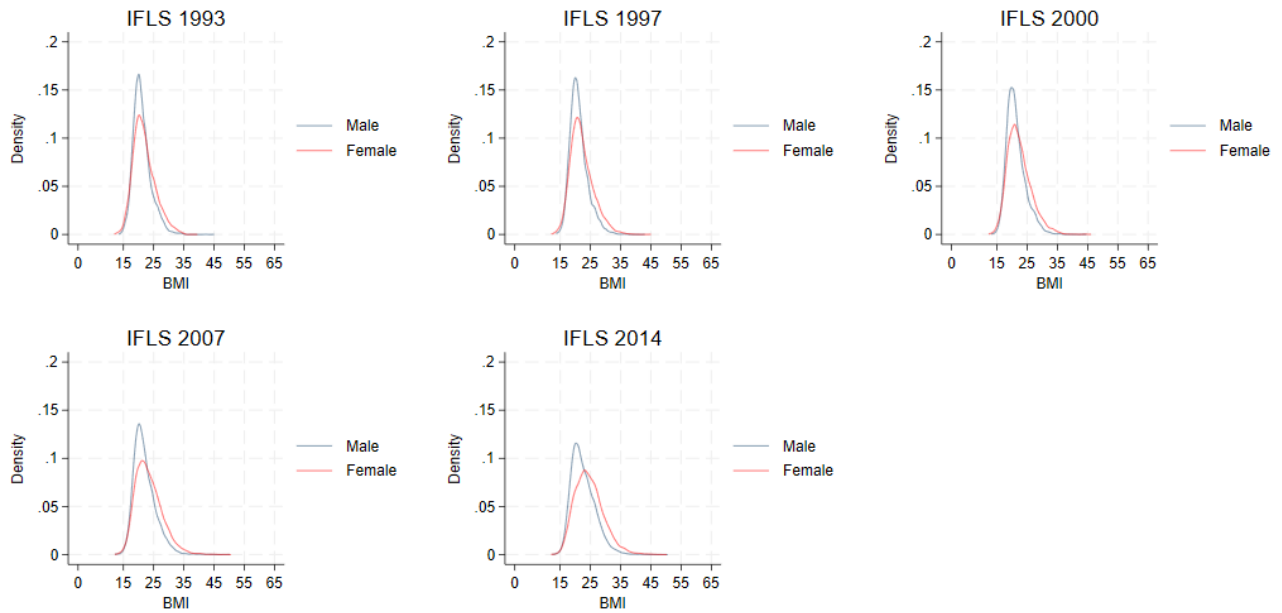 IFLS 1993
.2
.15
.1
.05
0
Density
0 15 25 35 45 55 65
BMI
Male
Female
IFLS 1997
.2
.15
.1
.05
0
Density
0 15 25 35 45 55 65
BMI
Male
Female
IFLS 2000
.2
.15
.1
.05
0
Density
0 15 25 35 45 55 65
BMI
Male
Female
IFLS 2007
.2
.15
.1
.05
0
Density
0 15 25 35 45 55 65
BMI
Male
Female
IFLS 2014
.2
.15
.1
.05
0
Density
0 15 25 35 45 55 65
BMI
Male
Female